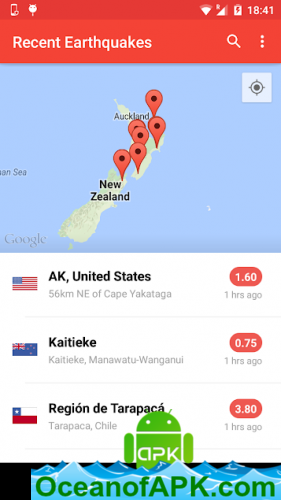 18:41
Recent Earthquakes
Auckland
an Sea
New
Zealand
Google
AK, United States
1.60
56km NE of Cape Yakataga
1 hrs ago
Kaitieke
0.75
Kaitieke, Manawatu-Wanganui
1 hrs ago
Región de Tarapacá
3.80
Tarapaca, Chile
1 hrs ago
APK
OceanofAPK.com